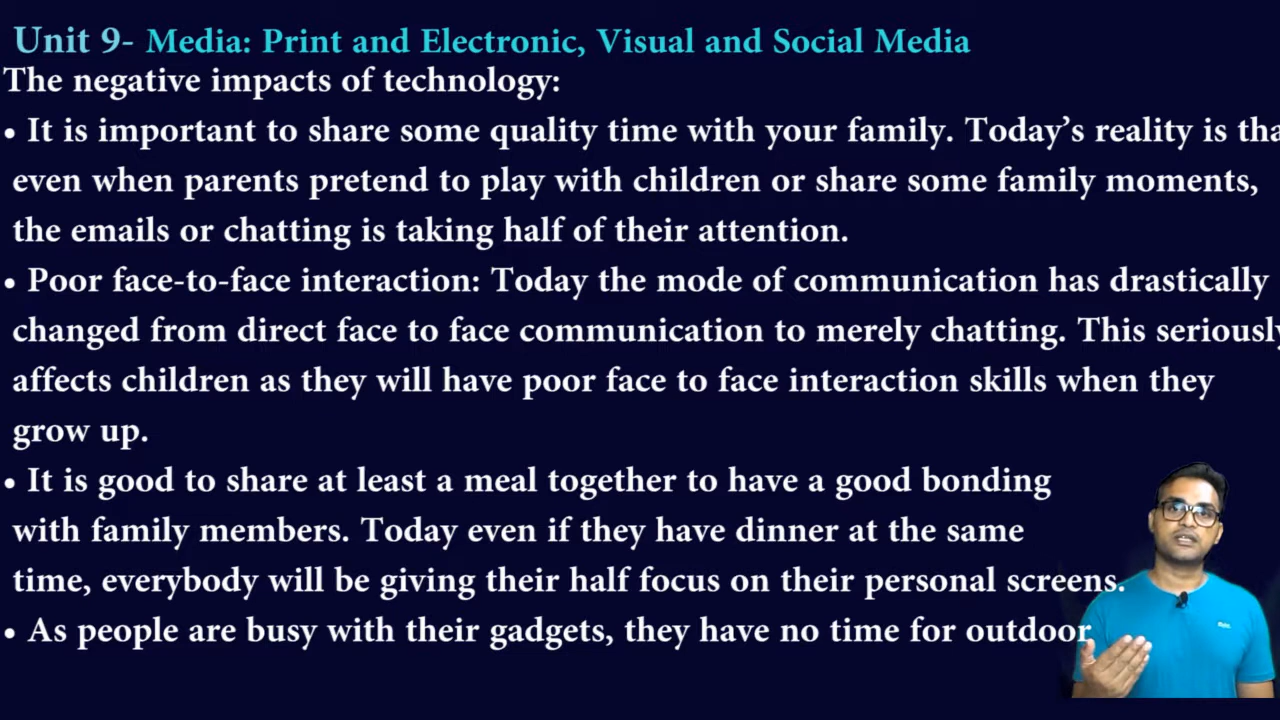 Unit 9- Media: Print and Electronic, Visual and Social Media
The negative impacts of technology:
• It is important to share some quality time with your family. Today's reality is tha
even when parents pretend to play with children or share some family moments,
the emails or chatting is taking half of their attention.
• Poor face-to-face interaction: Today the mode of communication has drastically
changed from direct face to face communication to merely chatting. This seriously
affects children as they will have poor face to face interaction skills when they
grow up.
• It is good to share at least a meal together to have a good bonding
with family members. Today even if they have dinner at the same
time, everybody will be giving their half focus on their personal screens.
• As people are busy with their gadgets, they have no time for outdoor